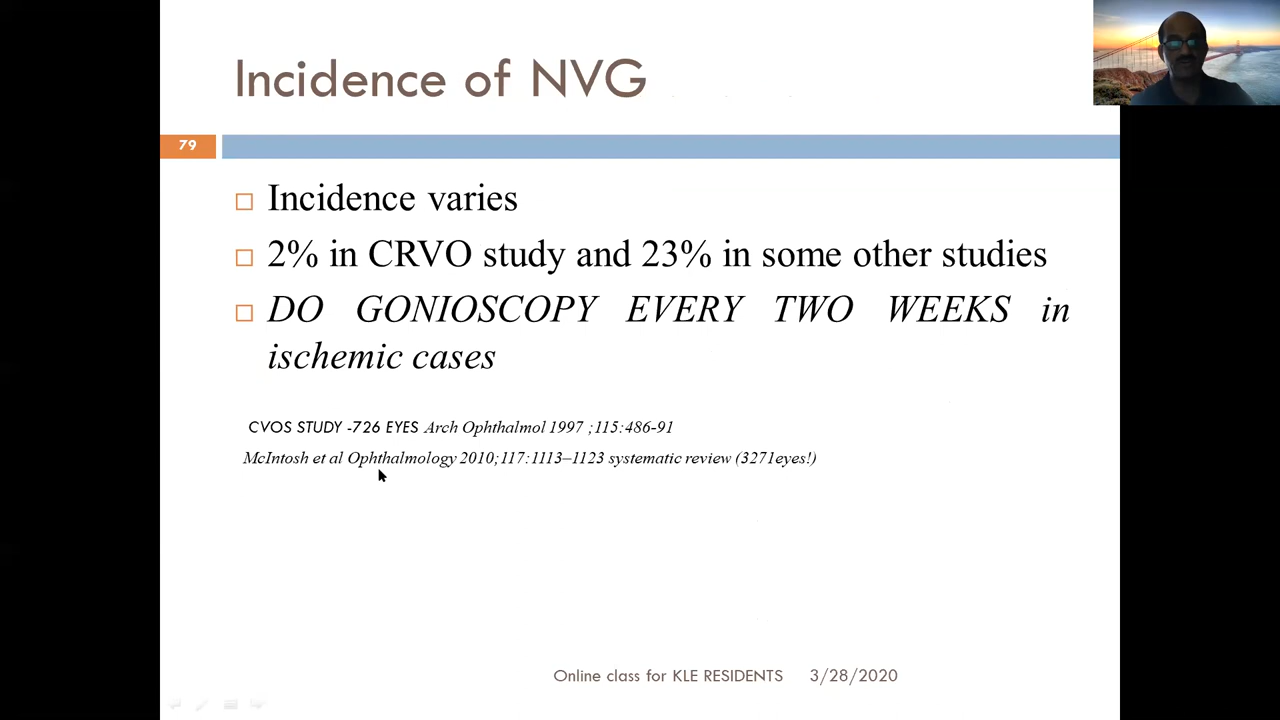 Incidence of NVG
79
Incidence varies
2% in CRVO study and 23% in some other studies
DO GONIOSCOPY EVERY TWO WEEKS in
ischemic cases
CVOS STUDY -726 EYES Arch Ophthalmol 1997 ;115:486-91
McIntosh et al Ophthalmology 2010;117:1113–1123 systematic review (3271eyes!)
Online class for KLE RESIDENTS 3/28/2020